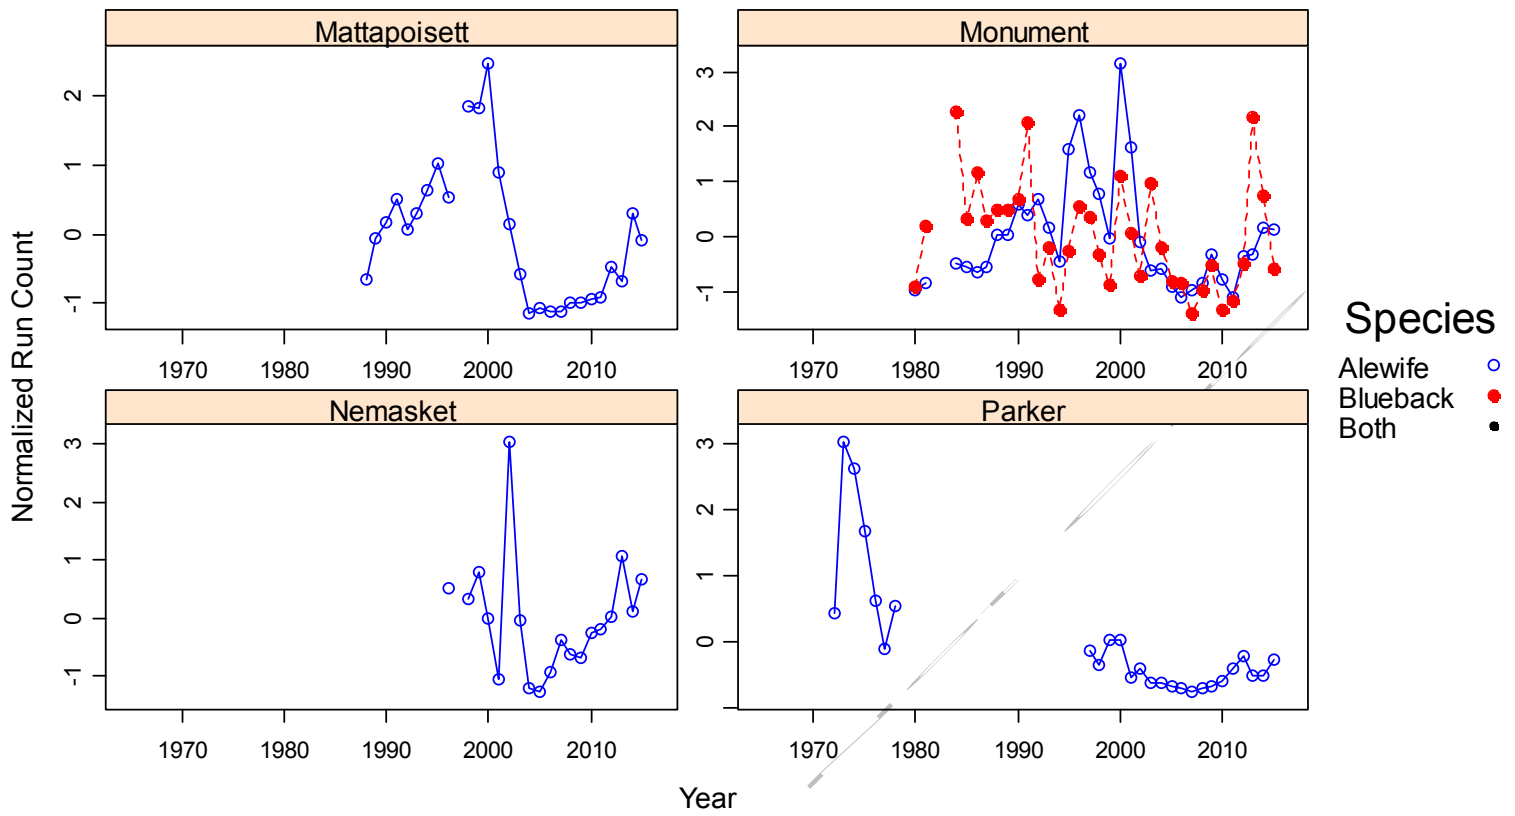 Mattapoisett
Monument
2
1
0
-1
3
2
1
0
-1
1970 1980 1990 2000 2010
1970 1980 1990 2000 2010
Nemasket
Parker
3
2
1
0
-1
3
2
1
0
1970 1980 1990 2000 2010
1970 1980 1990 2000 2010
Normalized Run Count
Year
Species
Alewife
Blueback
Both